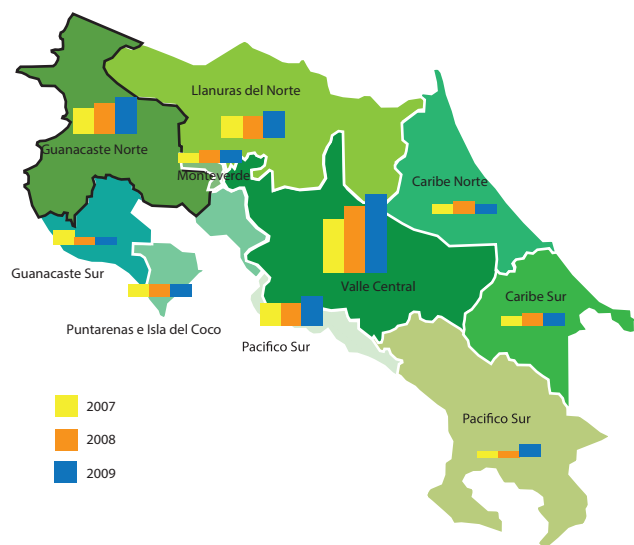 Llanuras del Norte
Guanacaste Norte
Monteverde
Caribe Norte
Guanacaste Sur
Valle Central
Caribe Sur
Puntarenas e Isla del Coco
Pacifico Sur
2007
2008
2009
Pacifico Sur